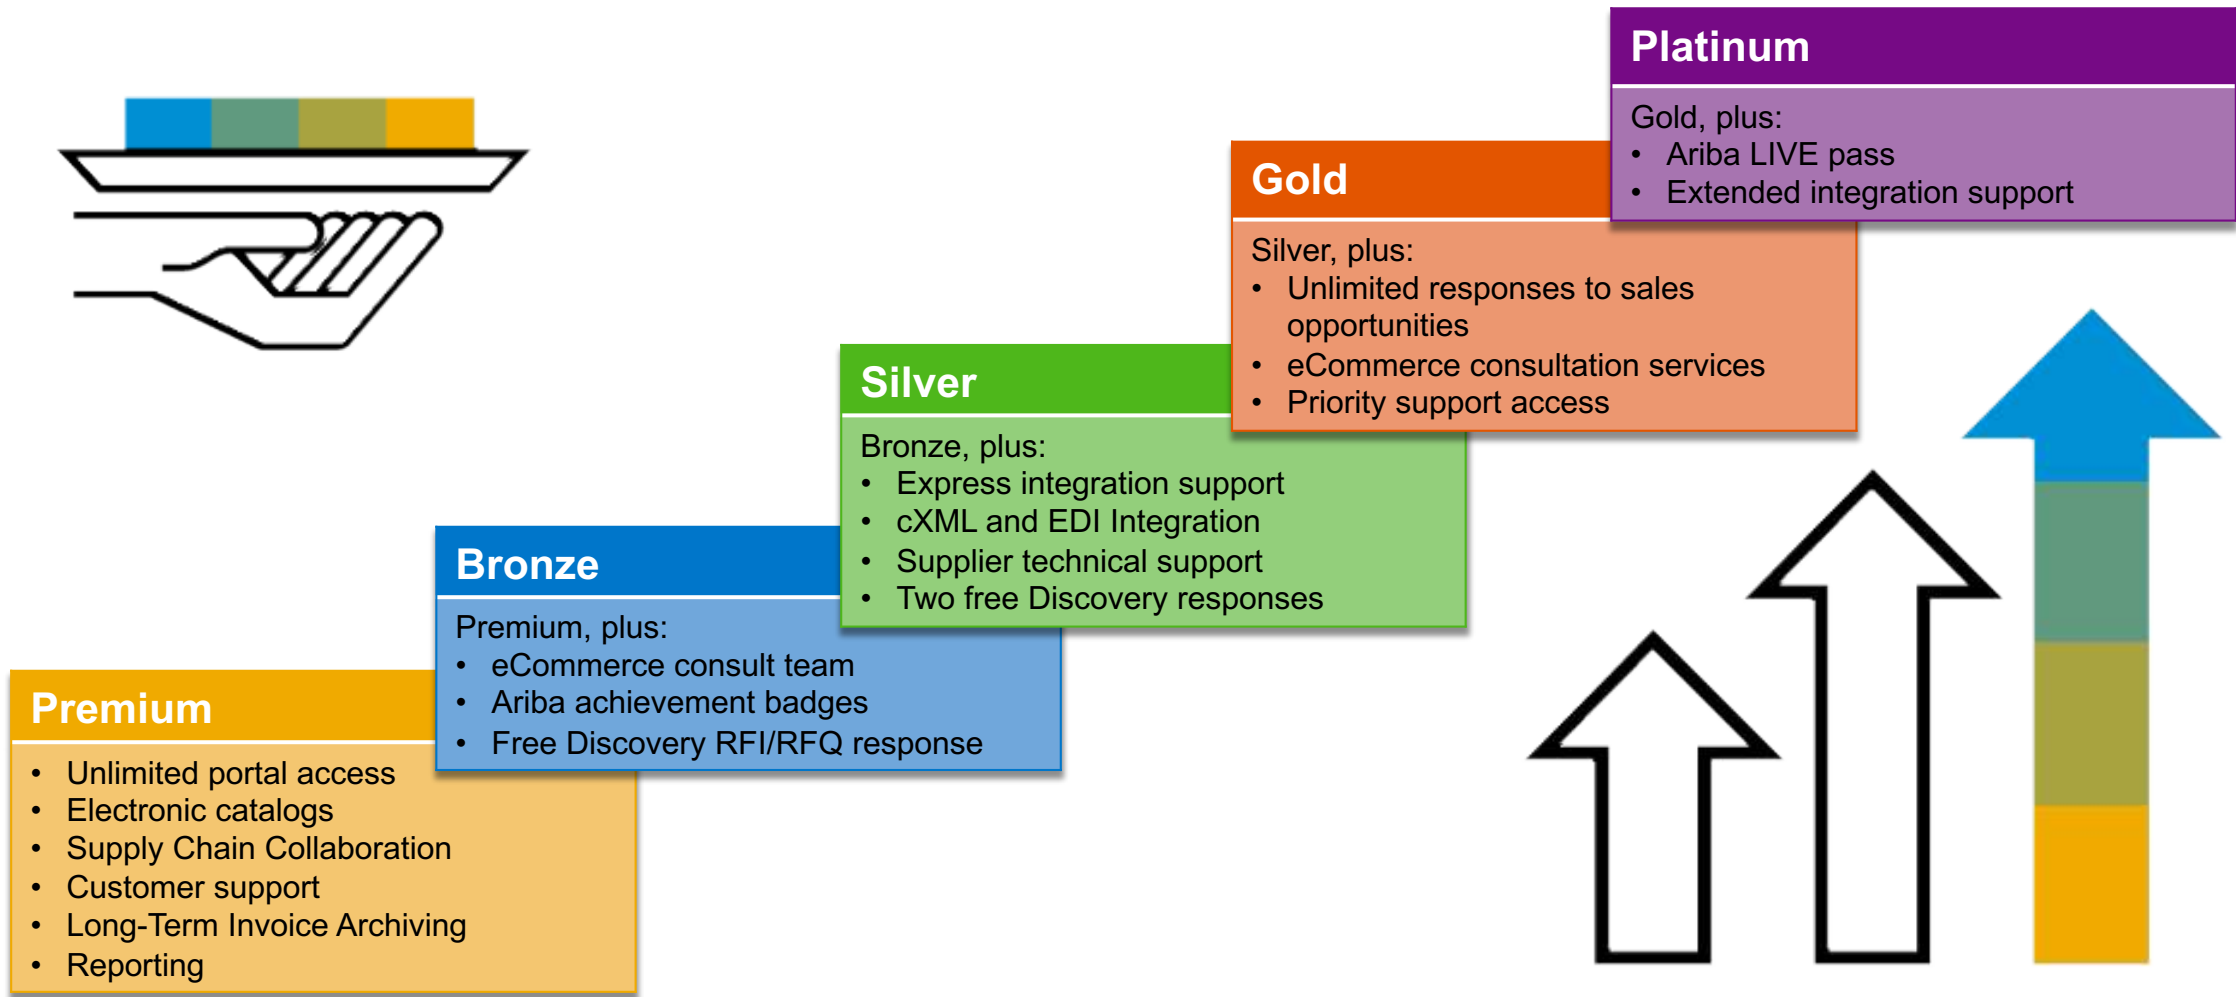 Platinum
Gold, plus:
• Ariba LIVE pass
• Extended integration support
Gold
Silver, plus:
• Unlimited responses to sales
opportunities
• eCommerce consultation services
• Priority support access
Silver
Bronze, plus:
• Express integration support
• cXML and EDI Integration
• Supplier technical support
• Two free Discovery responses
Bronze
Premium, plus:
• eCommerce consult team
• Ariba achievement badges
• Free Discovery RFI/RFQ response
Premium
• Unlimited portal access
• Electronic catalogs
• Supply Chain Collaboration
• Customer support
• Long-Term Invoice Archiving
• Reporting